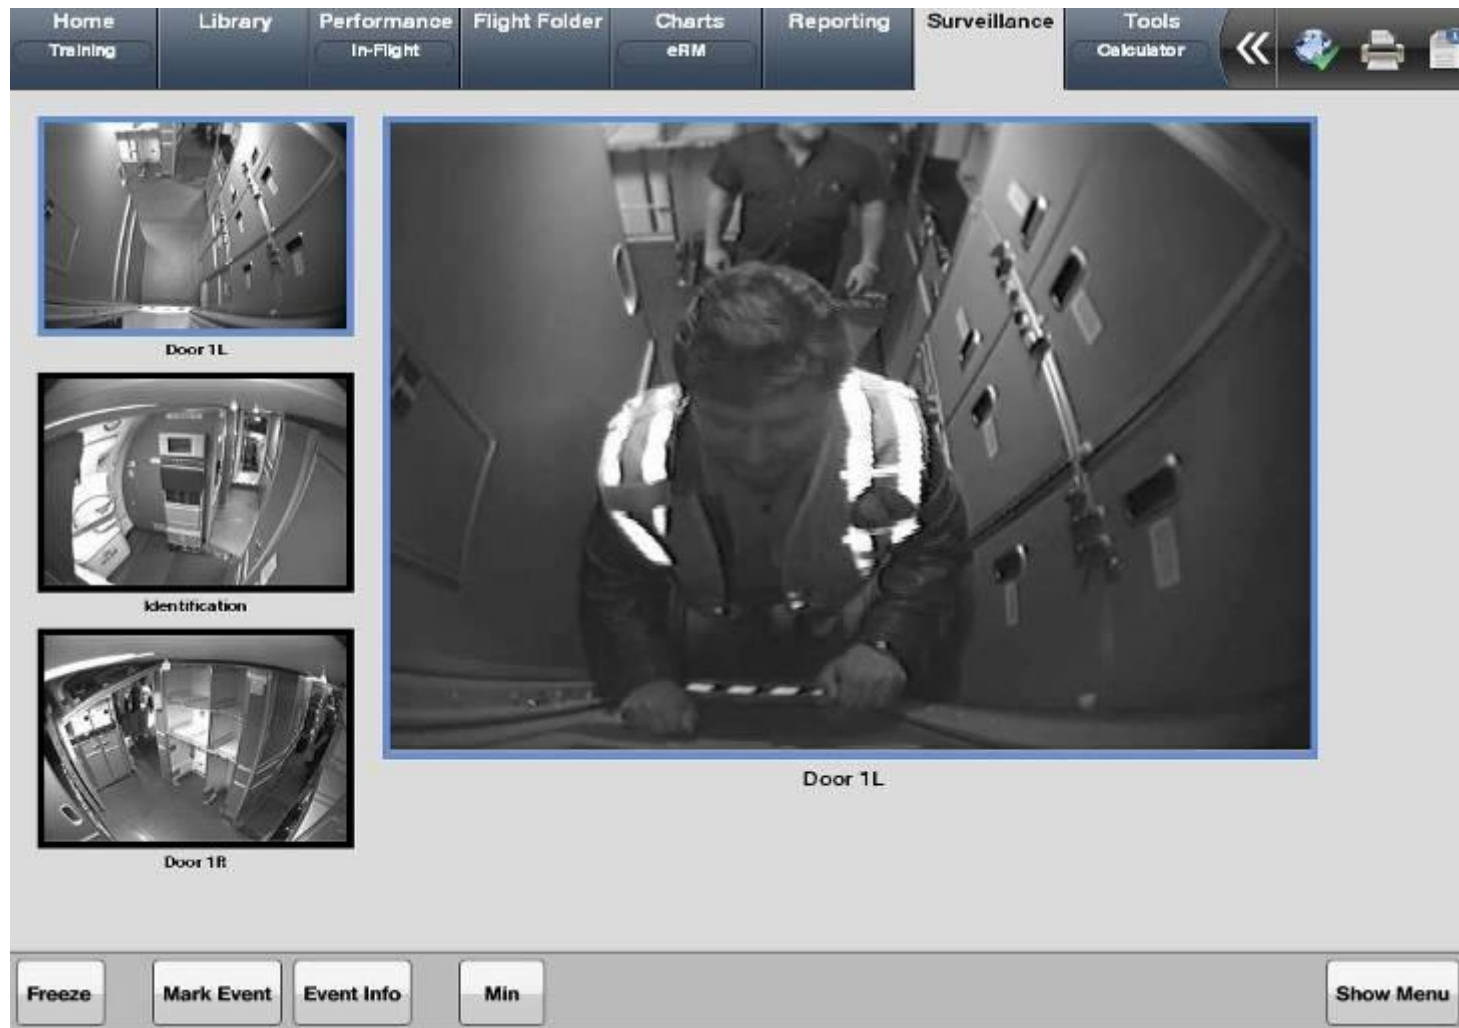 Home
Training
Library
Performance
In-Flight
Flight Folder
Charts
eRM
Reporting
Surveillance
Tools
Calculator
Door 1L
Identification
Door 1R
Door 1L
Freeze
Mark Event
Event Info
Min
Show Menu